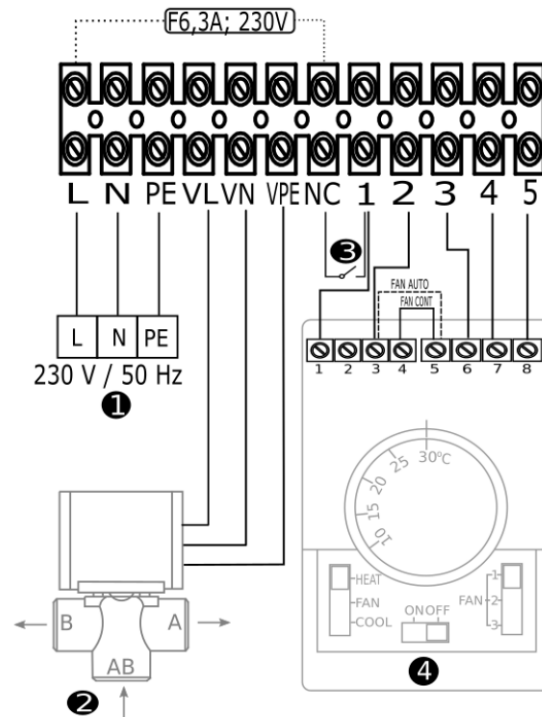 F6,3A; 230V
L N PE VL VN VPE NC 1 2 3 4 5
3
FAN AUTO
FAN CONT
L N PE
1 2 3 4 5 6 7 8
230 V / 50 Hz
1
10 15 20 25 30°C
HEAT
FAN
COOL
ON OFF
FAN
1
2
3
B A
AB
2
4